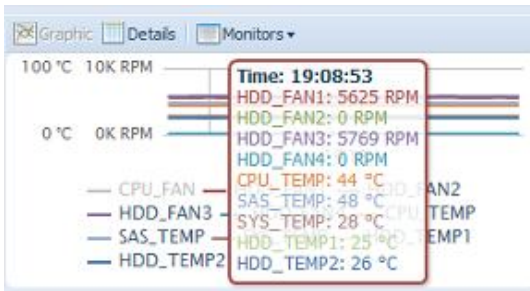 Graphic Details Monitors
100 °C 10K RPM
0 °C 0K RPM
Time: 19:08:53
HDD_FAN1: 5625 RPM
HDD_FAN2: 0 RPM
HDD_FAN3: 5769 RPM
HDD_FAN4: 0 RPM
CPU_TEMP: 44 °C
SAS_TEMP: 48 °C
SYS_TEMP: 28 °C
HDD_TEMP1: 25 °C
HDD_TEMP2: 26 °C
CPU_FAN
HDD_FAN3
SAS_TEMP
HDD_TEMP2